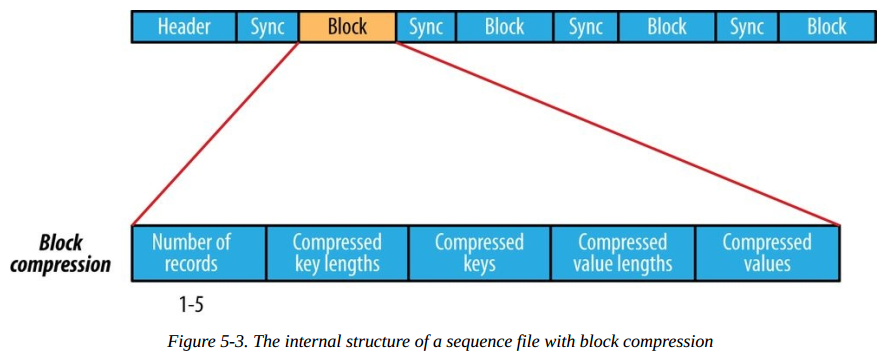 Header Sync Block Sync Block Sync Block Sync Block
Block
compression
Number of
records
Compressed
key lengths
Compressed
keys
Compressed
value lengths
Compressed
values
1-5
Figure 5-3. The internal structure of a sequence file with block compression